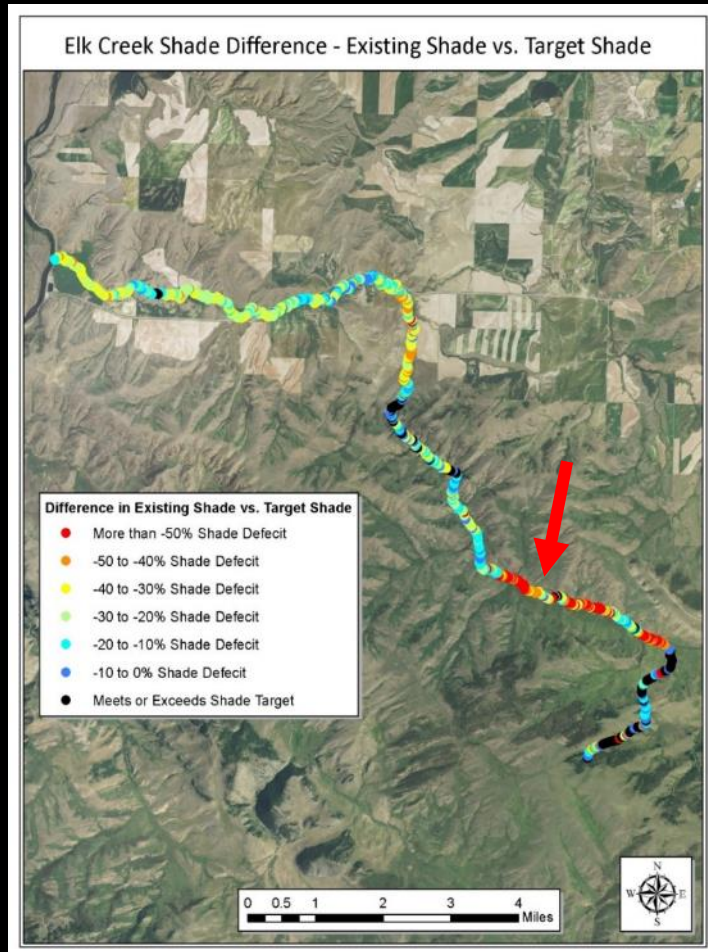 Elk Creek Shade Difference - Existing Shade vs. Target Shade
Difference in Existing Shade vs. Target Shade
More than -50% Shade Defecit
-50 to -40% Shade Defecit
-40 to -30% Shade Defecit
-30 to -20% Shade Defecit
-20 to -10% Shade Defecit
-10 to 0% Shade Defecit
Meets or Exceeds Shade Target
0 0.5 1 2 3 4
Miles
N
W E
S